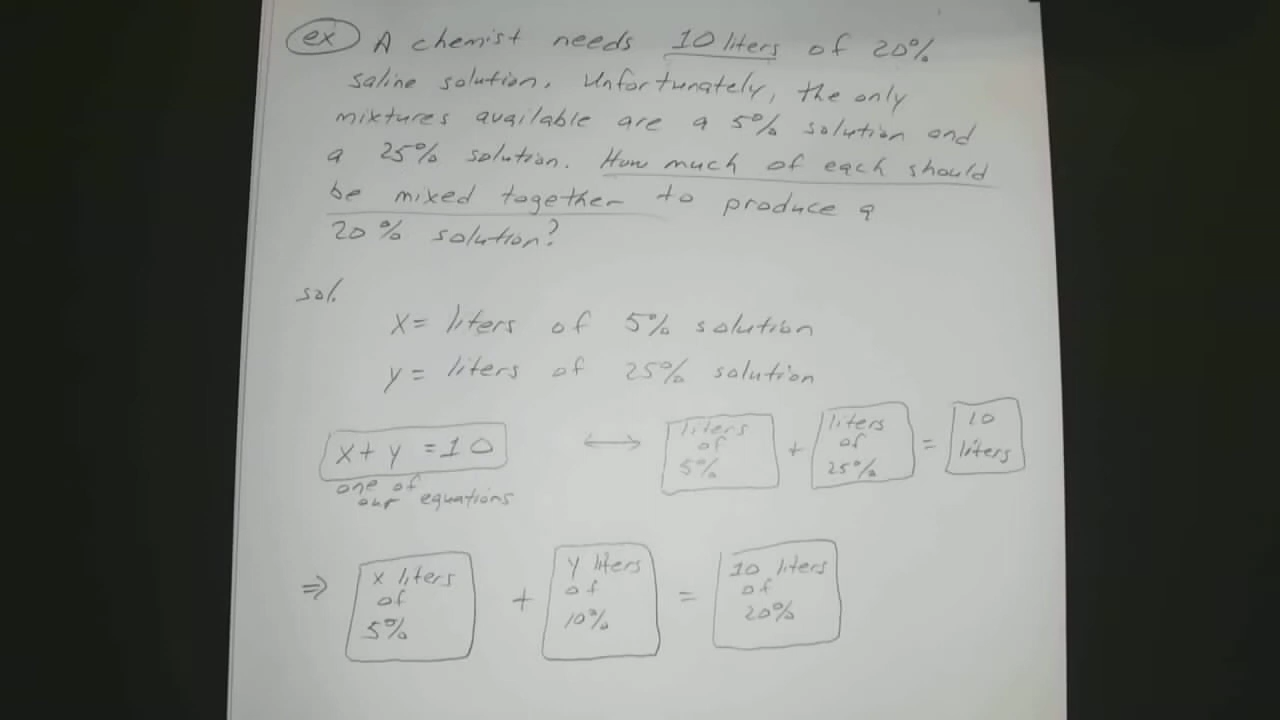 ex A chemist needs 10 liters of 20%
saline solution. Unfortunately, the only
mixtures available are a 5% solution and
a 25% solution. How much of each should
be mixed together to produce a
20% solution?
sol.
x = liters of 5% solution
y = liters of 25% solution
x + y = 10 ⟷ liters of 5% + liters of 25% = 10 liters
one of
our equations
⇒ x liters of 5% + y liters of 10% = 10 liters of 20%